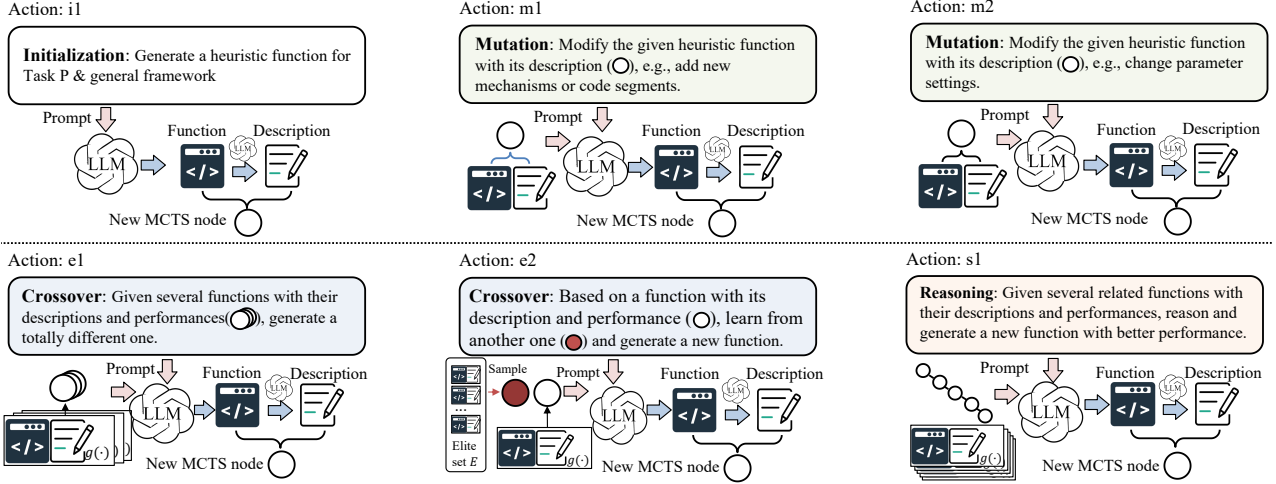 Action: i1
Initialization: Generate a heuristic function for
Task P & general framework
Prompt
LLM
Function
LLM
Description
</>
New MCTS node
Action: m1
Mutation: Modify the given heuristic function
with its description ( ), e.g., add new
mechanisms or code segments.
Prompt
LLM
Function
LLM
Description
</>
</>
New MCTS node
Action: m2
Mutation: Modify the given heuristic function
with its description ( ), e.g., change parameter
settings.
Prompt
LLM
Function
LLM
Description
</>
</>
New MCTS node
Action: e1
Crossover: Given several functions with their
descriptions and performances( ), generate a
totally different one.
Prompt
LLM
Function
LLM
Description
</>
g(·) ) )
</>
New MCTS node
Action: e2
Crossover: Based on a function with its
description and performance ( ), learn from
another one ( ) and generate a new function.
Sample
Prompt
LLM
Function
LLM
Description
</>
</>
...
</>
Elite
set E
</>
g(·)
</>
New MCTS node
Action: s1
Reasoning: Given several related functions with
their descriptions and performances, reason and
generate a new function with better performance.
Prompt
LLM
Function
LLM
Description
</>
g(·)
</>
New MCTS node